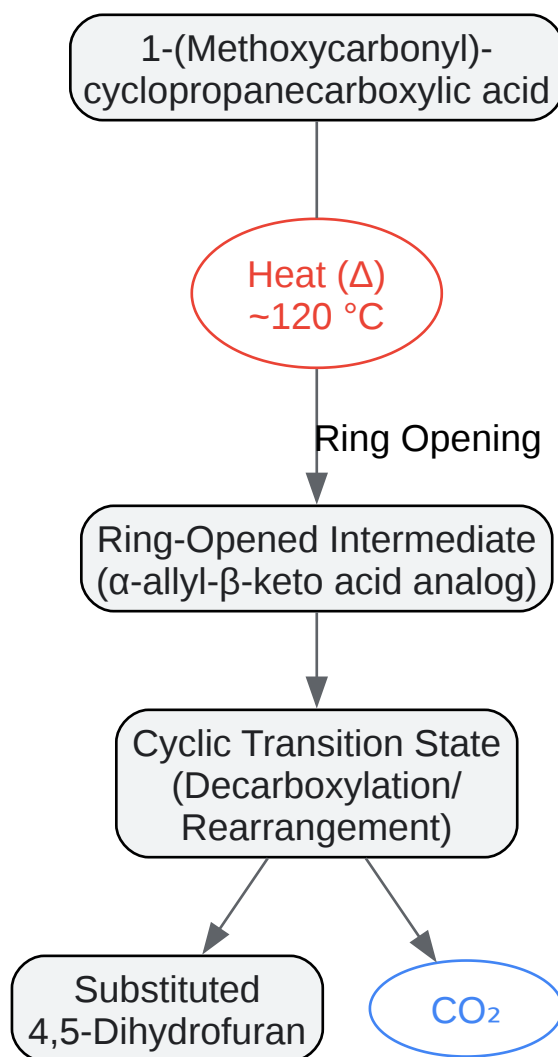 1-(Methoxycarbonyl)-
cyclopropanecarboxylic acid
Heat (Δ)
~120 °C
Ring Opening
Ring-Opened Intermediate
(α-allyl-β-keto acid analog)
Cyclic Transition State
(Decarboxylation/
Rearrangement)
Substituted
4,5-Dihydrofuran
CO₂